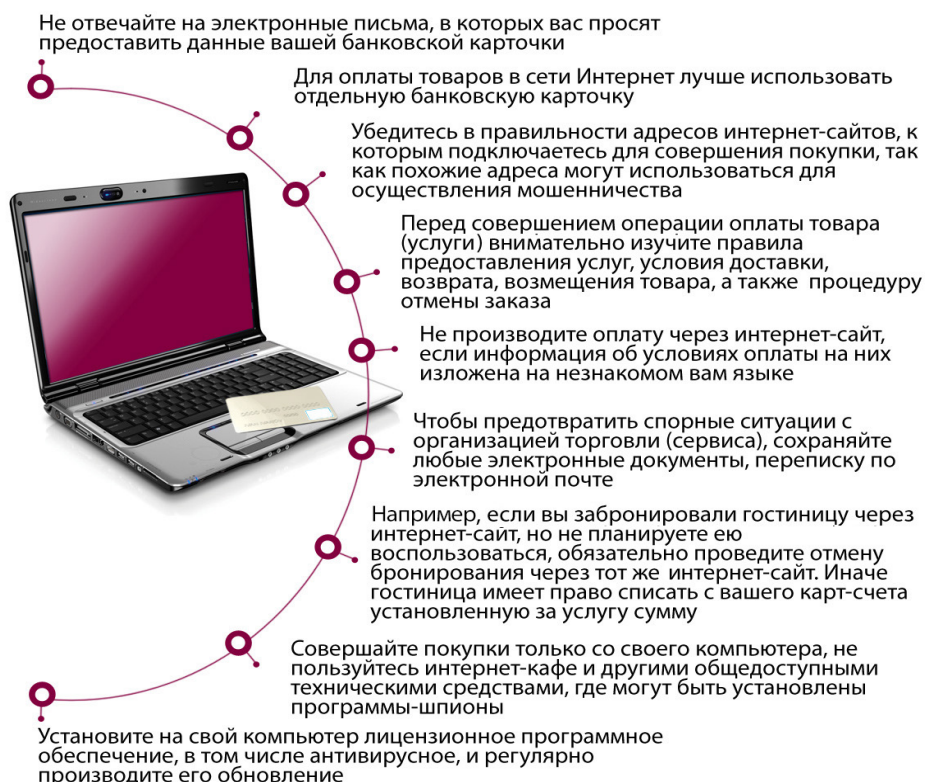 Не отвечайте на электронные письма, в которых вас просят
предоставить данные вашей банковской карточки
Для оплаты товаров в сети Интернет лучше использовать
отдельную банковскую карточку
Убедитесь в правильности адресов интернет-сайтов, к
которым подключаетесь для совершения покупки, так
как похожие адреса могут использоваться для
осуществления мошенничества
Перед совершением операции оплаты товара
(услуги) внимательно изучите правила
предоставления услуг, условия доставки,
возврата, возмещения товара, а также процедуру
отмены заказа
Не производите оплату через интернет-сайт,
если информация об условиях оплаты на них
изложена на незнакомом вам языке
Чтобы предотвратить спорные ситуации с
организацией торговли (сервиса), сохраняйте
любые электронные документы, переписку по
электронной почте
Например, если вы забронировали гостиницу через
интернет-сайт, но не планируете ею
воспользоваться, обязательно проведите отмену
бронирования через тот же интернет-сайт. Иначе
гостиница имеет право списать с вашего карт-счета
установленную за услугу сумму
Совершайте покупки только со своего компьютера, не
пользуйтесь интернет-кафе и другими общедоступными
техническими средствами, где могут быть установлены
программы-шпионы
Установите на свой компьютер лицензионное программное
обеспечение, в том числе антивирусное, и регулярно
производите его обновление